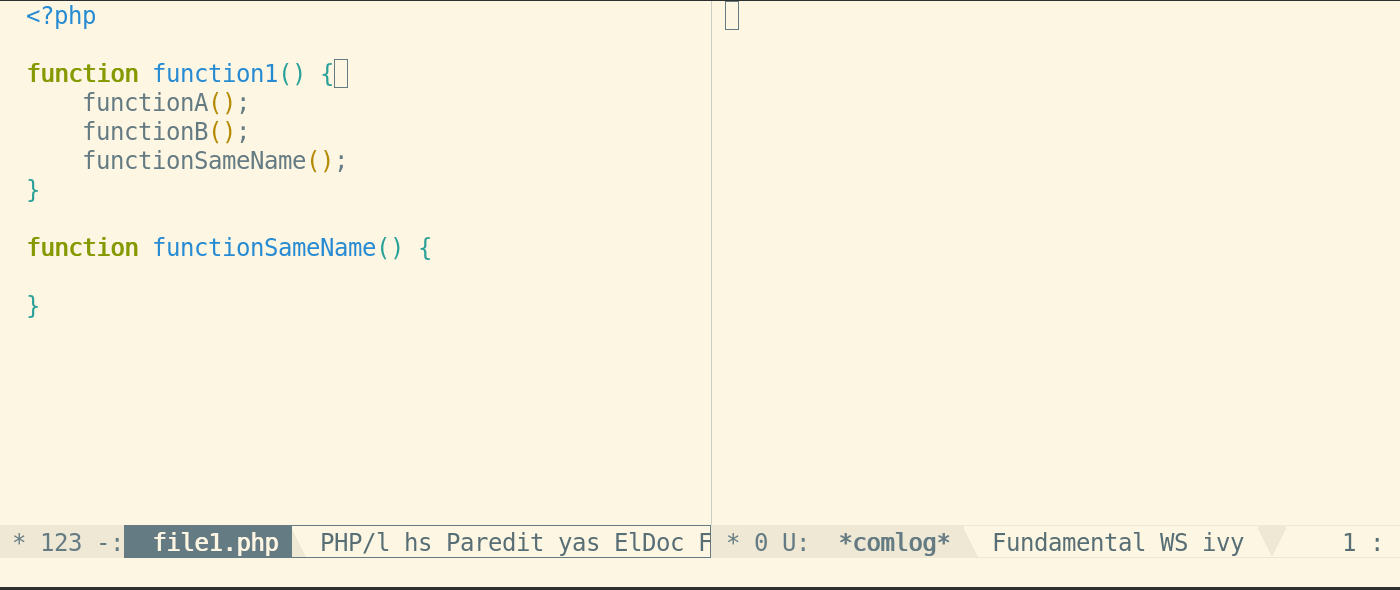 <?php
function function1() {
    functionA();
    functionB();
    functionSameName();
}
function functionSameName() {
}
* 123 -: file1.php PHP/l hs Paredit yas ElDoc F
* 0 U: *comlog* Fundamental WS ivy 1 :